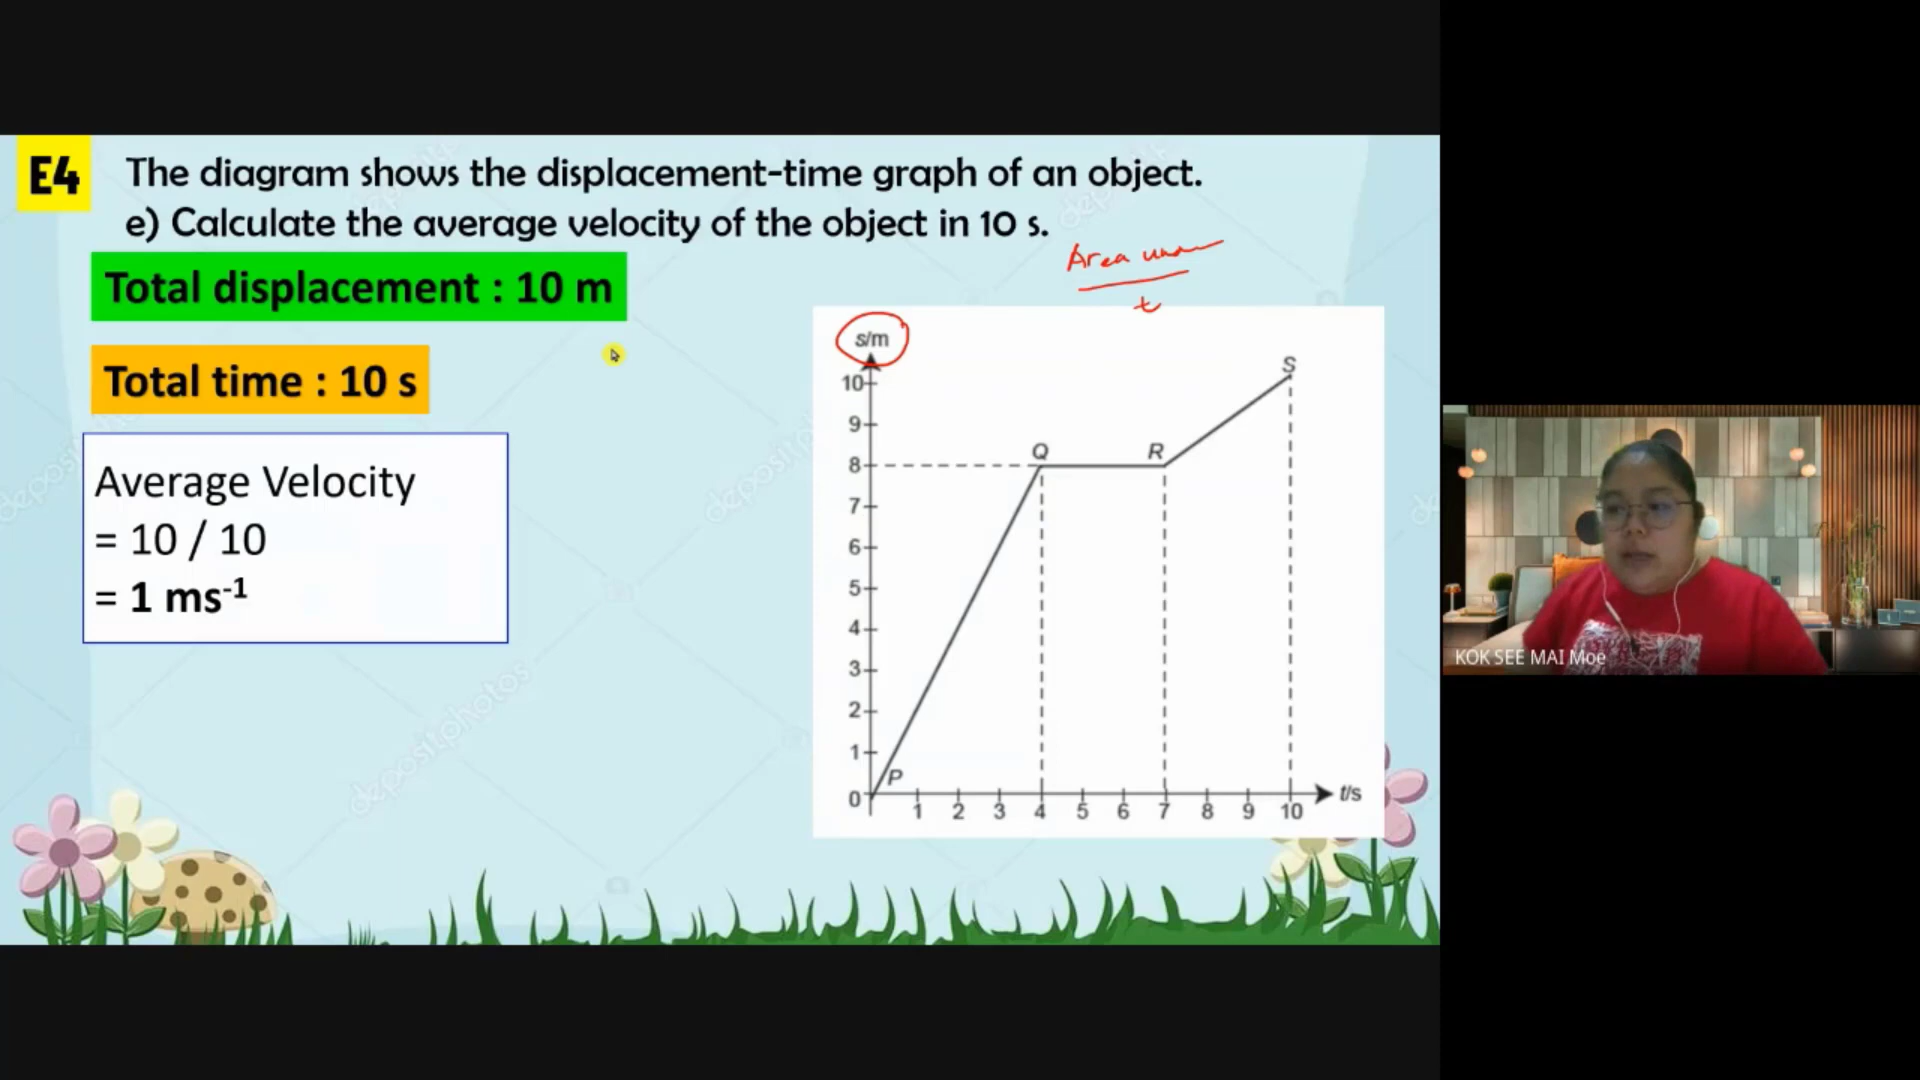 E4
The diagram shows the displacement-time graph of an object.
e) Calculate the average velocity of the object in 10 s.
Total displacement : 10 m
Total time : 10 s
Average Velocity
= 10 / 10
= 1 ms-1
Area
t
s/m
10
9
8
7
6
5
4
3
2
1
0
P
Q
R
S
1 2 3 4 5 6 7 8 9 10
t/s
KOK SEE MAI Moe
depositphotos